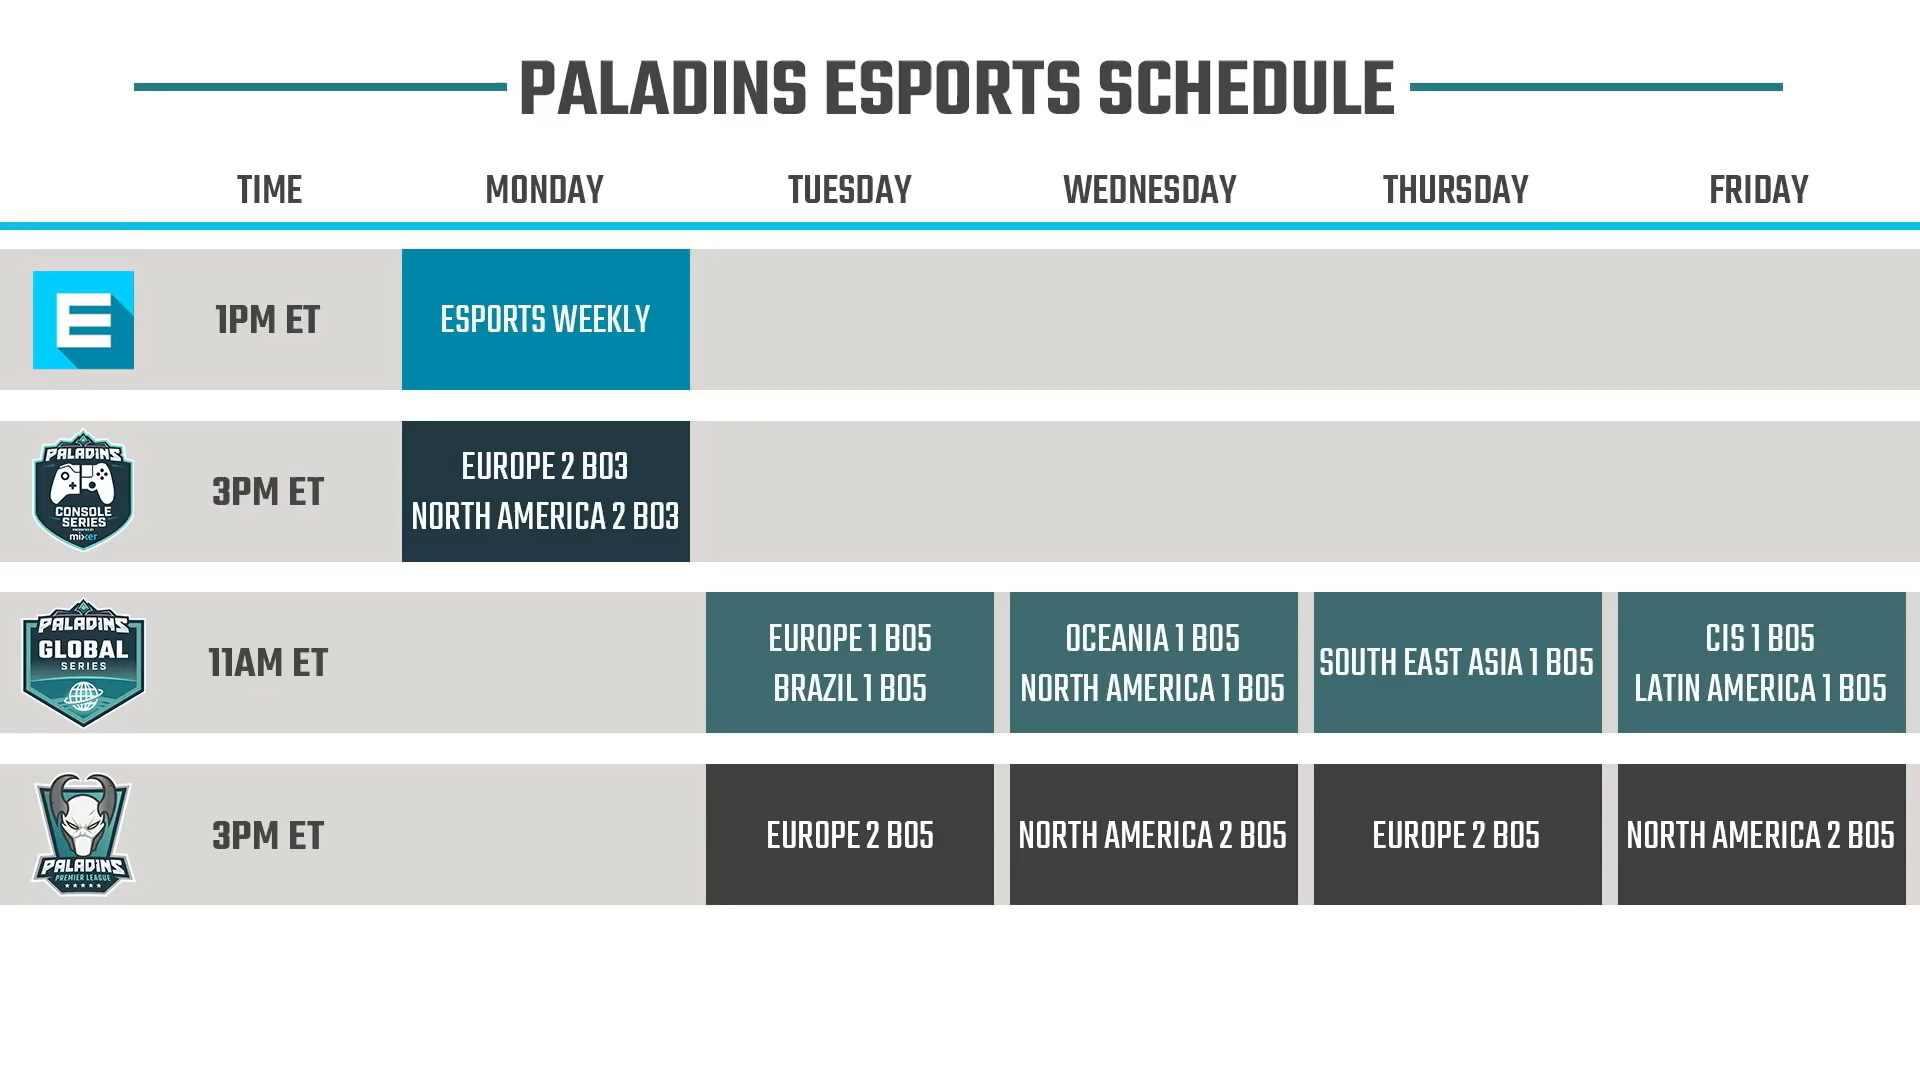 PALADINS ESPORTS SCHEDULE
TIME MONDAY TUESDAY WEDNESDAY THURSDAY FRIDAY
E
1PM ET
ESPORTS WEEKLY
PALADINS
CONSOLE
SERIES
PRESENTED BY
mixer
3PM ET
EUROPE 2 BO3
NORTH AMERICA 2 BO3
PALADINS
GLOBAL
SERIES
11AM ET
EUROPE 1 BO5
BRAZIL 1 BO5
OCEANIA 1 BO5
NORTH AMERICA 1 BO5
SOUTH EAST ASIA 1 BO5
CIS 1 BO5
LATIN AMERICA 1 BO5
PALADINS
PREMIER LEAGUE
3PM ET
EUROPE 2 BO5
NORTH AMERICA 2 BO5
EUROPE 2 BO5
NORTH AMERICA 2 BO5